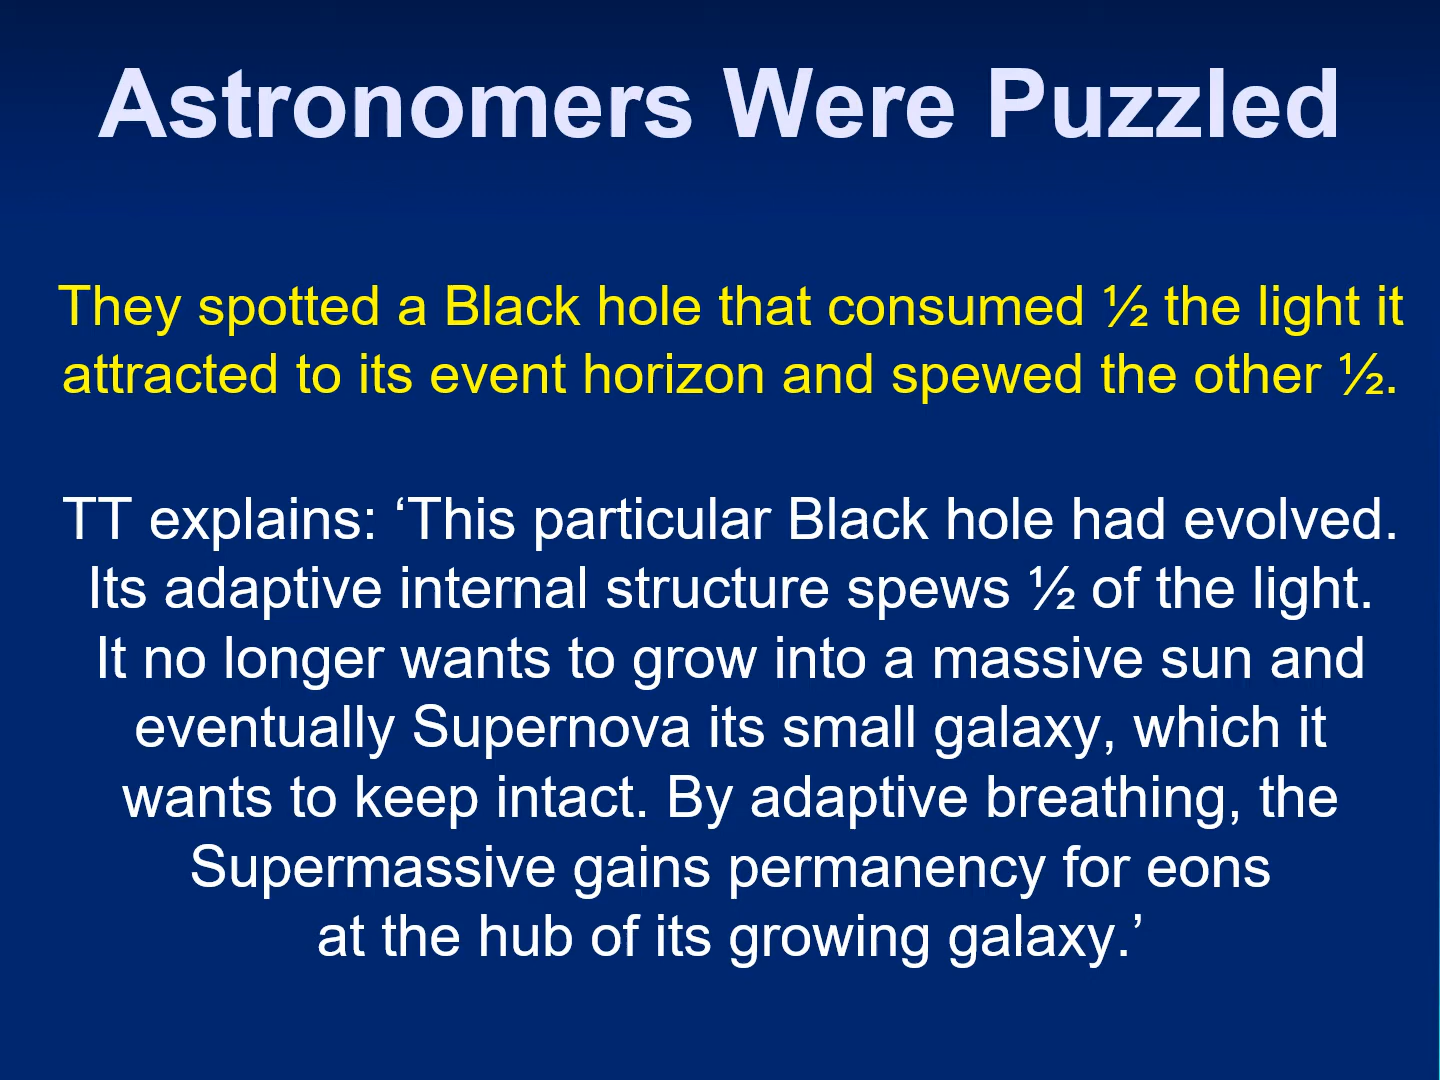 Astronomers Were Puzzled
They spotted a Black hole that consumed ½ the light it
attracted to its event horizon and spewed the other ½.
TT explains: ‘This particular Black hole had evolved.
Its adaptive internal structure spews ½ of the light.
It no longer wants to grow into a massive sun and
eventually Supernova its small galaxy, which it
wants to keep intact. By adaptive breathing, the
Supermassive gains permanency for eons
at the hub of its growing galaxy.’